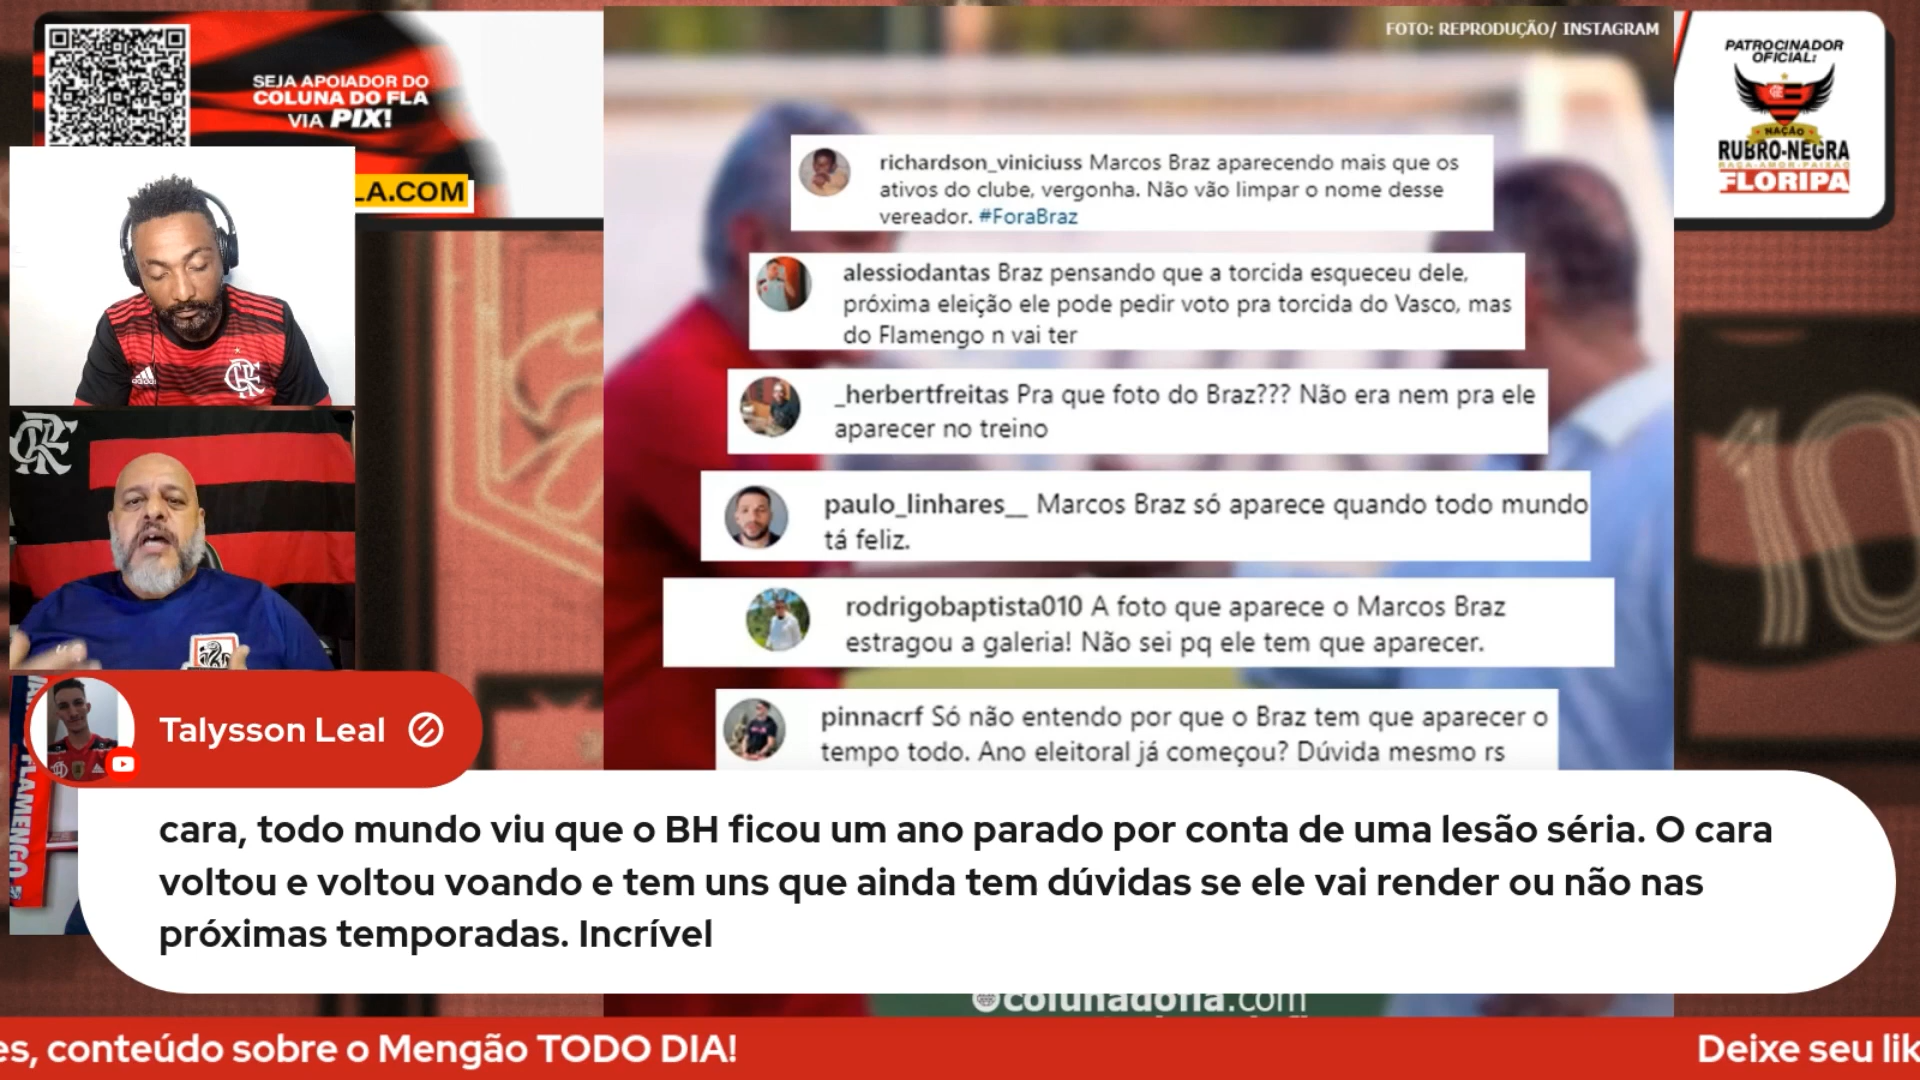 SEJA APOIADOR DO
COLUNA DO FLA
VIA PIX!
LA.COM
FOTO: REPRODUÇÃO/ INSTAGRAM
PATROCINADOR
OFICIAL:
NAÇÃO
RUBRO-NEGRA
RAÇA-AMOR-PAIXÃO
FLORIPA
richardson_viniciuss Marcos Braz aparecendo mais que os
ativos do clube, vergonha. Não vão limpar o nome desse
vereador. #ForaBraz
alessiodantas Braz pensando que a torcida esqueceu dele,
próxima eleição ele pode pedir voto pra torcida do Vasco, mas
do Flamengo n vai ter
_herbertfreitas Pra que foto do Braz??? Não era nem pra ele
aparecer no treino
paulo_linhares__ Marcos Braz só aparece quando todo mundo
tá feliz.
rodrigobaptista010 A foto que aparece o Marcos Braz
estragou a galeria! Não sei pq ele tem que aparecer.
pinnacrf Só não entendo por que o Braz tem que aparecer o
tempo todo. Ano eleitoral já começou? Dúvida mesmo rs
adidas
10
FLAMENGO
Talysson Leal
cara, todo mundo viu que o BH ficou um ano parado por conta de uma lesão séria. O cara
voltou e voltou voando e tem uns que ainda tem dúvidas se ele vai render ou não nas
próximas temporadas. Incrível
colunadofla.com
es, conteúdo sobre o Mengão TODO DIA!
Deixe seu lik